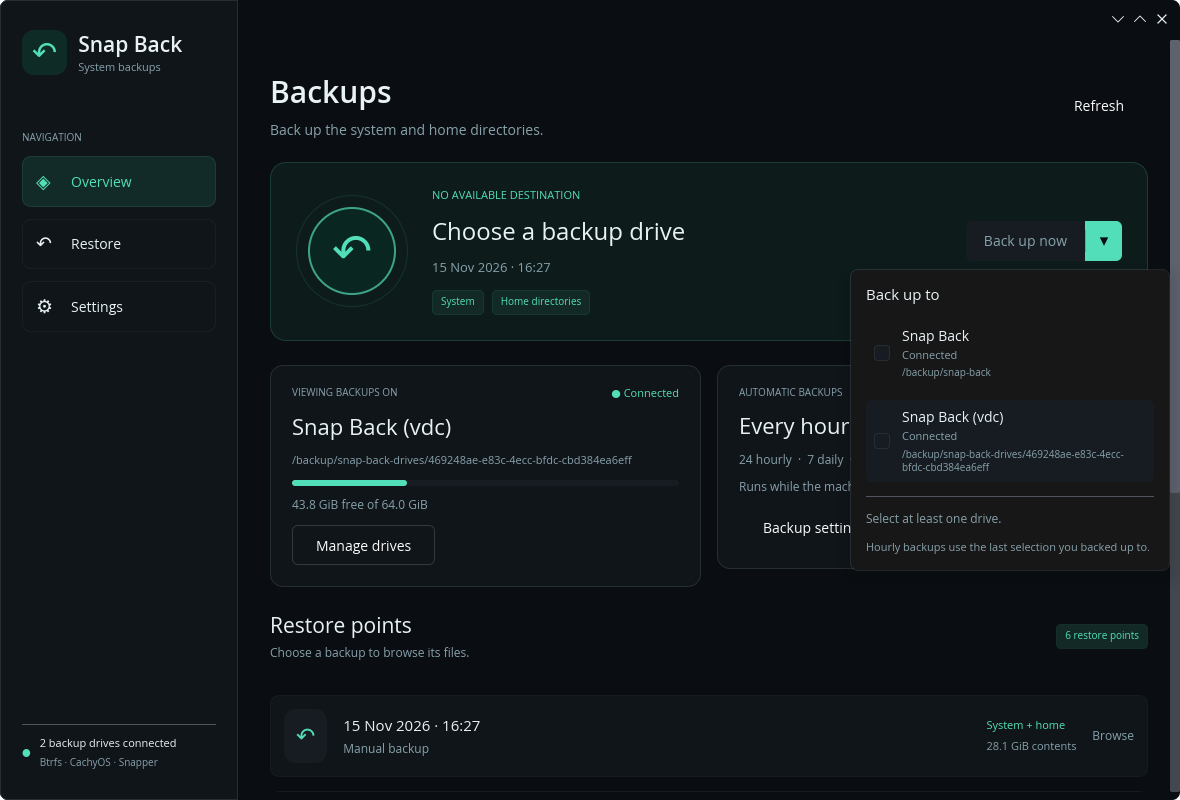 Snap Back
System backups
NAVIGATION
Overview
Restore
Settings
2 backup drives connected
Btrfs · CachyOS · Snapper
Backups
Back up the system and home directories.
Refresh
NO AVAILABLE DESTINATION
Choose a backup drive
15 Nov 2026 · 16:27
System
Home directories
Back up now
Back up to
Snap Back
Connected
/backup/snap-back
Snap Back (vdc)
Connected
/backup/snap-back-drives/469248ae-e83c-4ecc-
bfdc-cbd384ea6eff
Select at least one drive.
Hourly backups use the last selection you backed up to.
VIEWING BACKUPS ON
Connected
Snap Back (vdc)
/backup/snap-back-drives/469248ae-e83c-4ecc-bfdc-cbd384ea6eff
43.8 GiB free of 64.0 GiB
Manage drives
AUTOMATIC BACKUPS
Every hour
24 hourly · 7 daily ·
Runs while the mach
Backup settin
Restore points
Choose a backup to browse its files.
6 restore points
15 Nov 2026 · 16:27
Manual backup
System + home
28.1 GiB contents
Browse